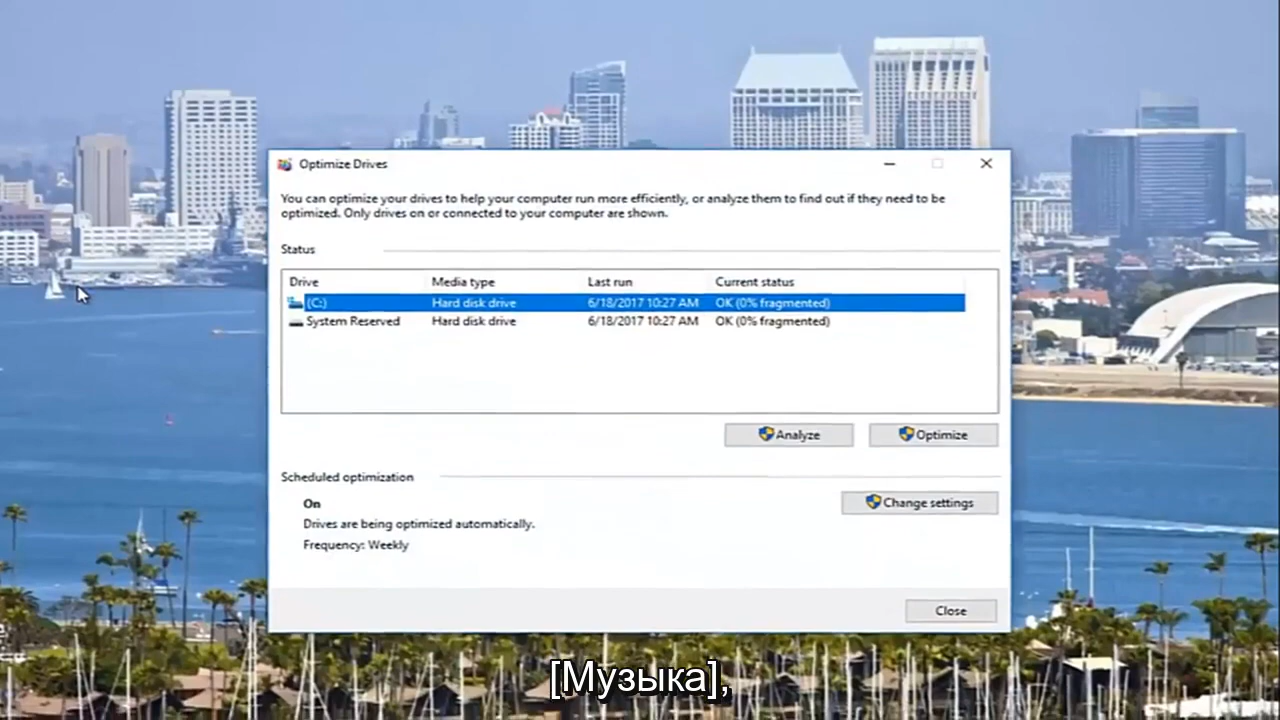 Optimize Drives
You can optimize your drives to help your computer run more efficiently, or analyze them to find out if they need to be
optimized. Only drives on or connected to your computer are shown.
Status
Drive Media type Last run Current status
(C:) Hard disk drive 6/18/2017 10:27 AM OK (0% fragmented)
System Reserved Hard disk drive 6/18/2017 10:27 AM OK (0% fragmented)
Analyze Optimize
Scheduled optimization
On
Change settings
Drives are being optimized automatically.
Frequency: Weekly
Close
[Музыка],